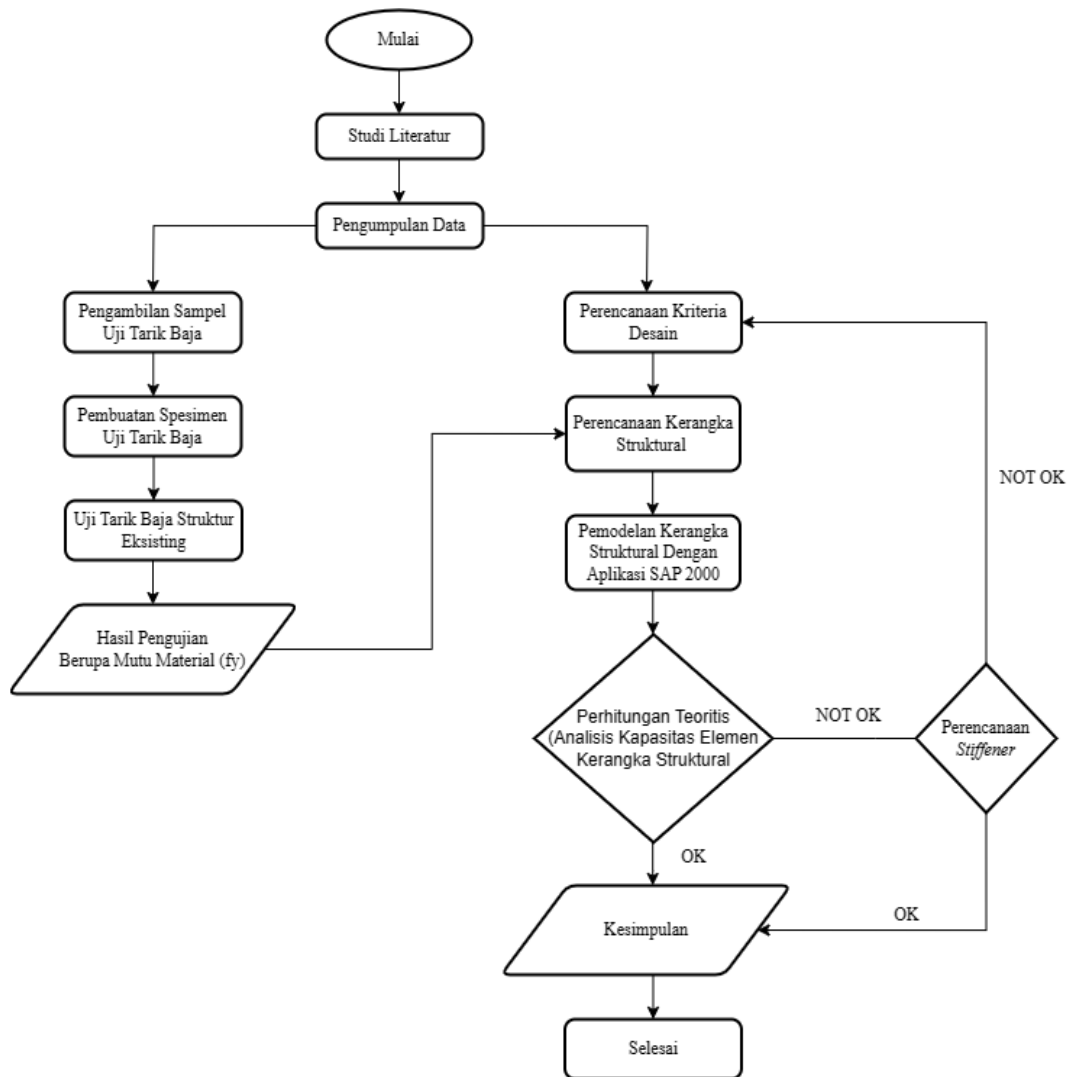 Mulai
Studi Literatur
Pengumpulan Data
Pengambilan Sampel
Uji Tarik Baja
Pembuatan Spesimen
Uji Tarik Baja
Uji Tarik Baja Struktur
Eksisting
Hasil Pengujian
Berupa Mutu Material (fy)
Perencanaan Kriteria
Desain
Perencanaan Kerangka
Struktural
Pemodelan Kerangka
Struktural Dengan
Aplikasi SAP 2000
Perhitungan Teoritis
(Analisis Kapasitas Elemen
Kerangka Struktural
NOT OK
Perencanaan
Stiffener
NOT OK
OK
OK
Kesimpulan
Selesai